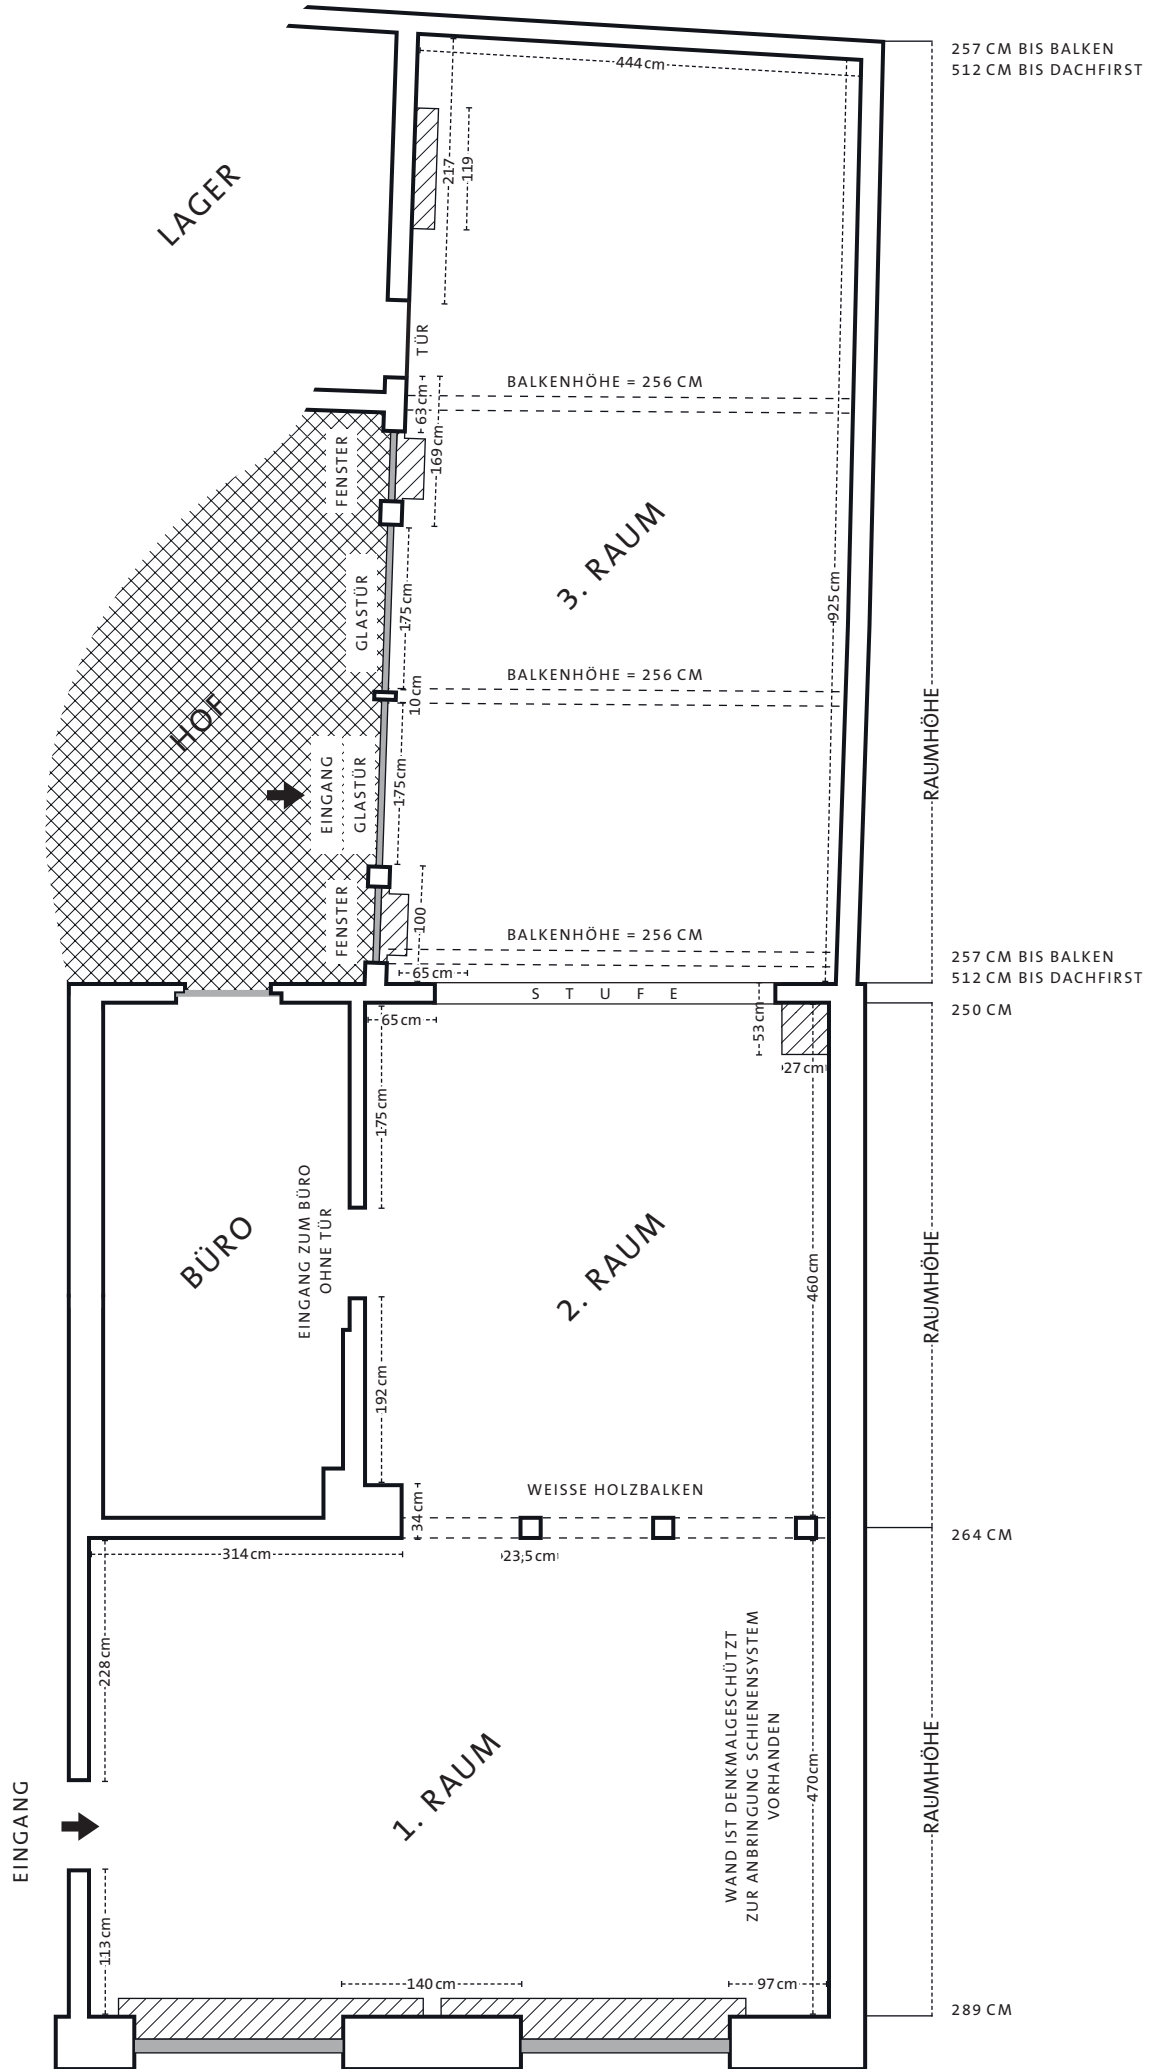 257 CM BIS BALKEN
512 CM BIS DACHFIRST
444 cm
217
119
LAGER
TÜR
BALKENHÖHE = 256 CM
63 cm
169 cm
FENSTER
3. RAUM
GLASTÜR
175 cm
925 cm
BALKENHÖHE = 256 CM
10 cm
HOF
RAUMHÖHE
EINGANG
GLASTÜR
175 cm
FENSTER
100
BALKENHÖHE = 256 CM
65 cm
257 CM BIS BALKEN
512 CM BIS DACHFIRST
STUFE
250 CM
65 cm
53 cm
27 cm
175 cm
EINGANG ZUM BÜRO
OHNE TÜR
BÜRO
2. RAUM
460 cm
RAUMHÖHE
192 cm
WEISSE HOLZBALKEN
34 cm
264 CM
314 cm
23,5 cm
228 cm
WAND IST DENKMALGESCHÜTZT
ZUR ANBRINGUNG SCHIENENSYSTEM
VORHANDEN
1. RAUM
470 cm
RAUMHÖHE
EINGANG
113 cm
140 cm
97 cm
289 CM